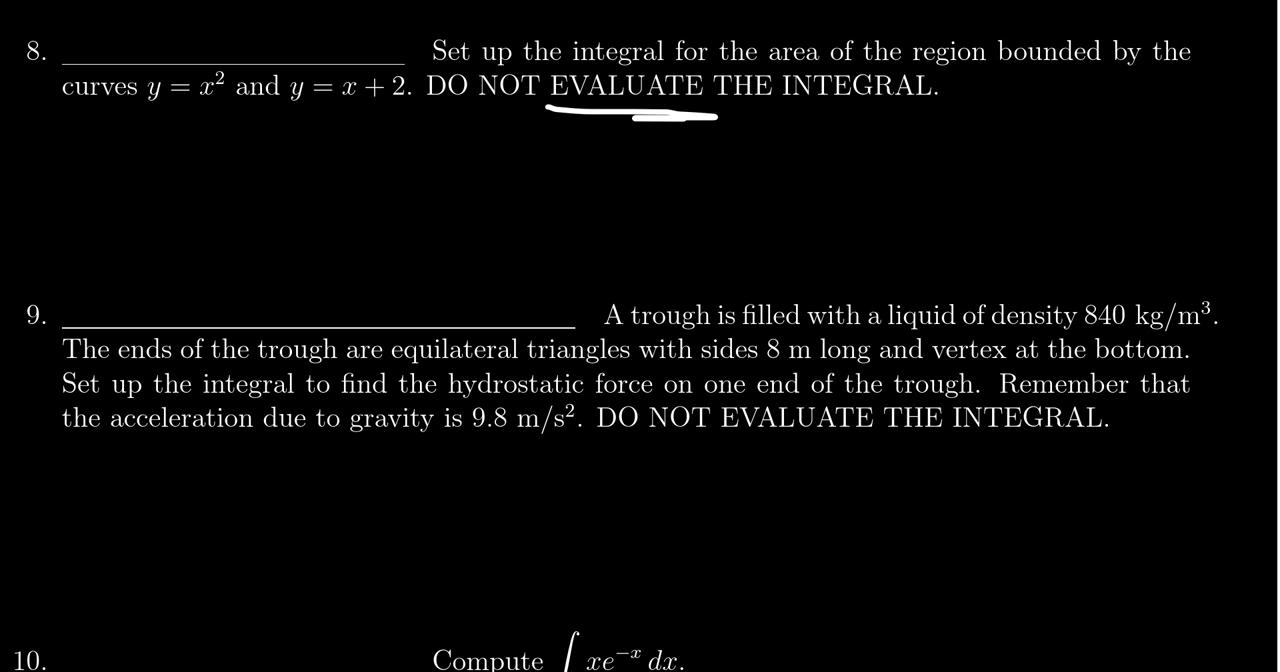 8. ______________________ Set up the integral for the area of the region bounded by the
curves y = x² and y = x + 2. DO NOT EVALUATE THE INTEGRAL.
9. ________________________________ A trough is filled with a liquid of density 840 kg/m³.
The ends of the trough are equilateral triangles with sides 8 m long and vertex at the bottom.
Set up the integral to find the hydrostatic force on one end of the trough. Remember that
the acceleration due to gravity is 9.8 m/s². DO NOT EVALUATE THE INTEGRAL.
10. Compute ∫ xe⁻ˣ dx.